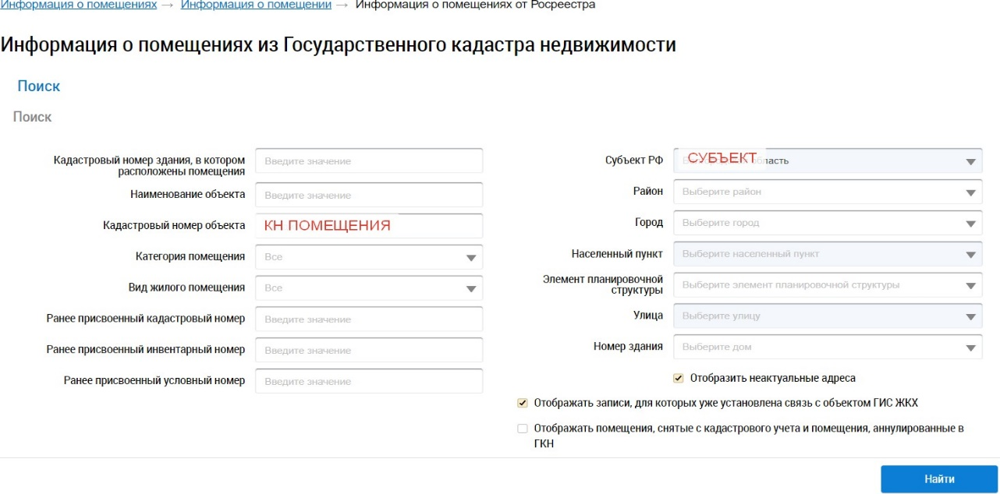 Информация о помещениях → Информация о помещении → Информация о помещениях от Росреестра
Информация о помещениях из Государственного кадастра недвижимости
Поиск
Поиск
Кадастровый номер здания, в котором
расположены помещения
Введите значение
Наименование объекта
Введите значение
Кадастровый номер объекта
КН ПОМЕЩЕНИЯ
Категория помещения
Все
Вид жилого помещения
Все
Ранее присвоенный кадастровый номер
Введите значение
Ранее присвоенный инвентарный номер
Введите значение
Ранее присвоенный условный номер
Введите значение
Субъект РФ
СУБЪЕКТ
Район
Выберите район
Город
Выберите город
Населенный пункт
Выберите населенный пункт
Элемент планировочной
структуры
Выберите элемент планировочной структуры
Улица
Выберите улицу
Номер здания
Выберите дом
Отобразить неактуальные адреса
Отображать записи, для которых уже установлена связь с объектом ГИС ЖКХ
Отображать помещения, снятые с кадастрового учета и помещения, аннулированные в
ГКН
Найти